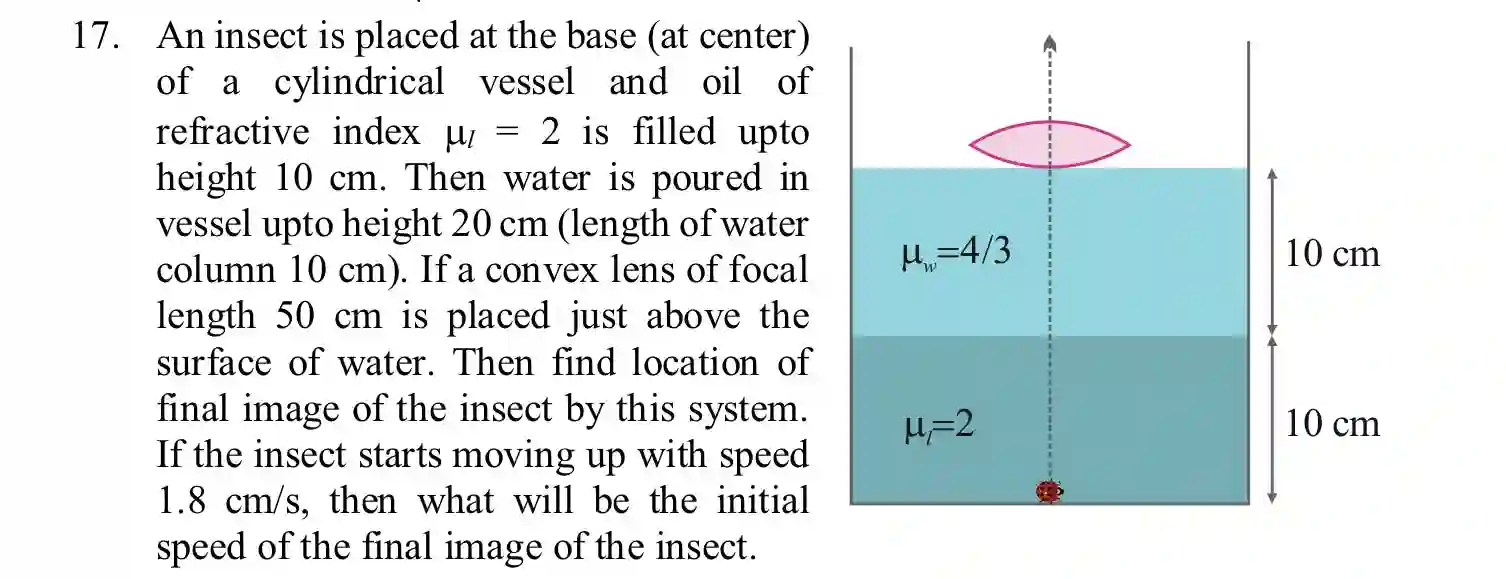 17. An insect is placed at the base (at center)
of a cylindrical vessel and oil of
refractive index μl = 2 is filled upto
height 10 cm. Then water is poured in
vessel upto height 20 cm (length of water
column 10 cm). If a convex lens of focal
length 50 cm is placed just above the
surface of water. Then find location of
final image of the insect by this system.
If the insect starts moving up with speed
1.8 cm/s, then what will be the initial
speed of the final image of the insect.
μw=4/3
10 cm
μl=2
10 cm